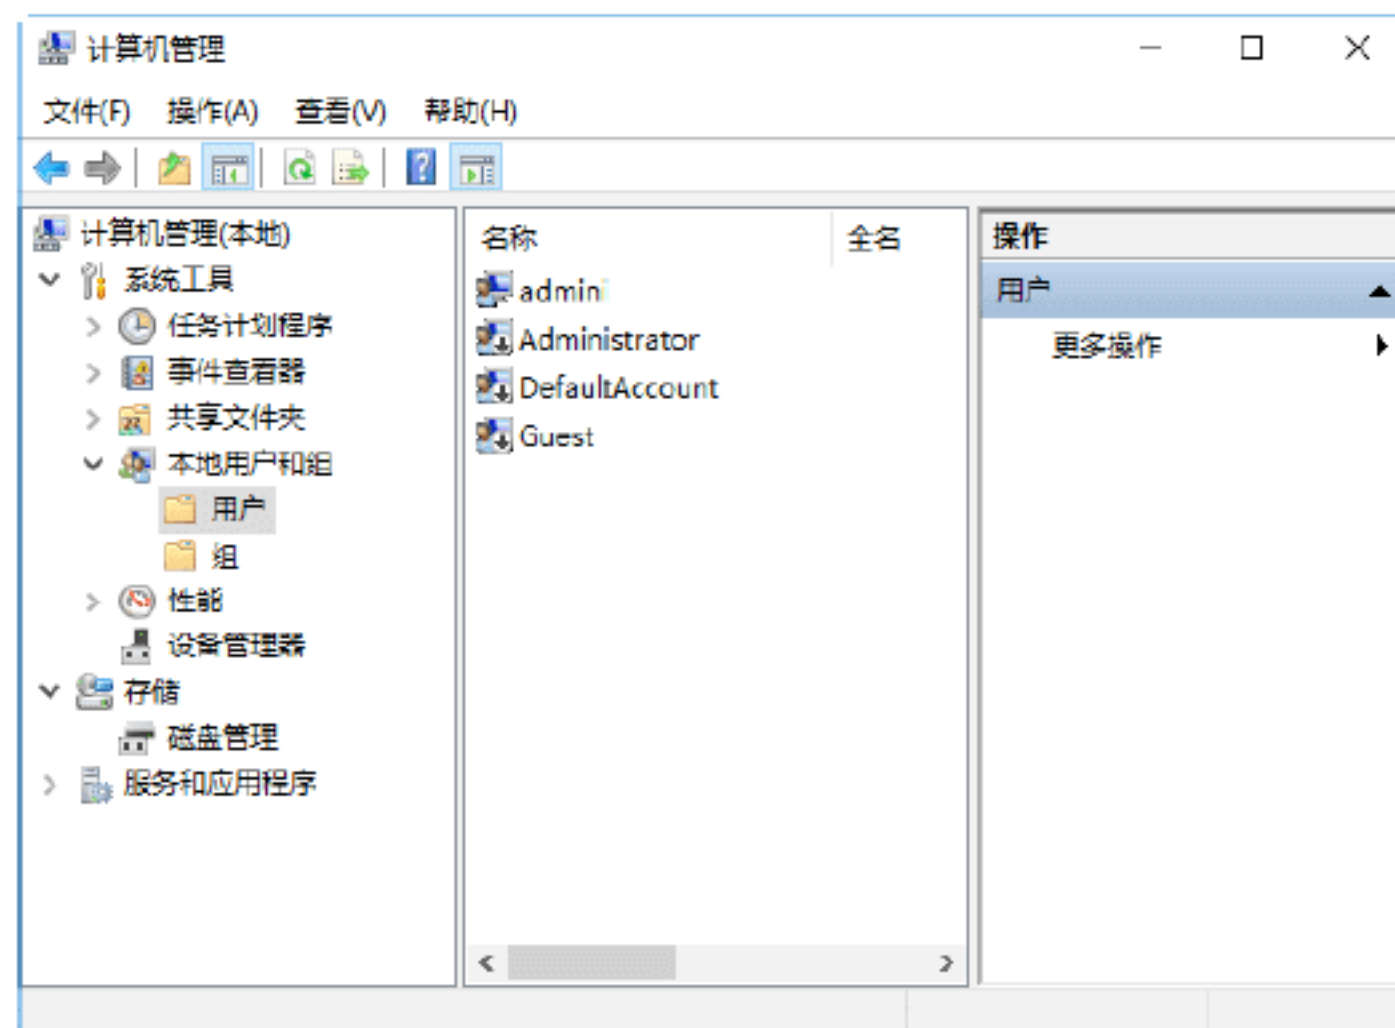 计算机管理
文件(F) 操作(A) 查看(V) 帮助(H)
计算机管理(本地)
系统工具
任务计划程序
事件查看器
共享文件夹
本地用户和组
用户
组
性能
设备管理器
存储
磁盘管理
服务和应用程序
名称 全名
admini
Administrator
DefaultAccount
Guest
操作
用户
更多操作